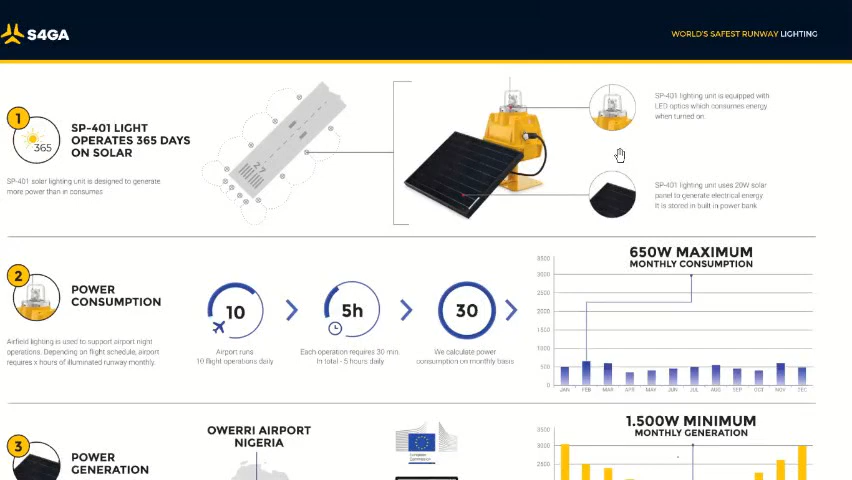 S4GA
WORLD'S SAFEST RUNWAY LIGHTING
1
365
SP-401 LIGHT
OPERATES 365 DAYS
ON SOLAR
SP-401 solar lighting unit is designed to generate
more power than in consumes
27
SP-401 lighting unit is equipped with
LED optics which consumes energy
when turned on.
SP-401 lighting unit uses 20W solar
panel to generate electrical energy.
It is stored in built in power bank.
2
POWER
CONSUMPTION
Airfield lighting is used to support airport night
operations. Depending on flight schedule, airport
requires x hours of illuminated runway monthly.
10
Airport runs
10 flight operations daily
5h
Each operation requires 30 min.
In total - 5 hours daily
30
We calculate power
consumption on monthly basis
650W MAXIMUM
MONTHLY CONSUMPTION
3500
3000
2500
2000
1500
1000
500
0
JAN FEB MAR APR MAY JUN JUL AUG SEP OCT NOV DEC
3
POWER
GENERATION
OWERRI AIRPORT
NIGERIA
European
Commission
1.500W MINIMUM
MONTHLY GENERATION
3500
3000
2500